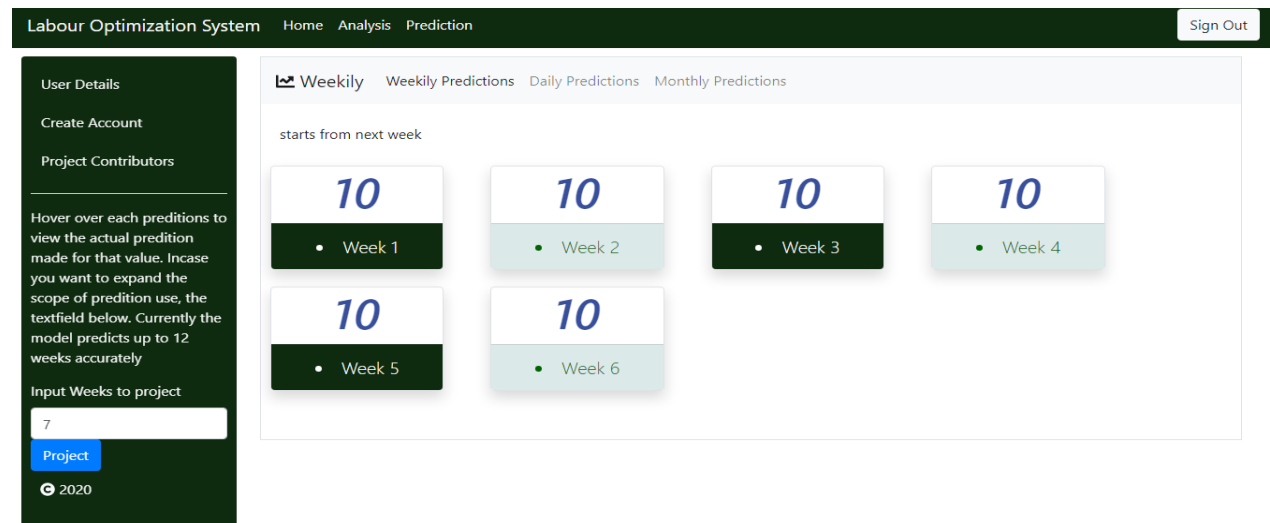 Labour Optimization System Home Analysis Prediction Sign Out
User Details
Create Account
Project Contributors
Hover over each preditions to
view the actual predition
made for that value. Incase
you want to expand the
scope of predition use, the
textfield below. Currently the
model predicts up to 12
weeks accurately
Input Weeks to project
7
Project
© 2020
Weekily Weekily Predictions Daily Predictions Monthly Predictions
starts from next week
10 10 10 10
• Week 1 • Week 2 • Week 3 • Week 4
10 10
• Week 5 • Week 6